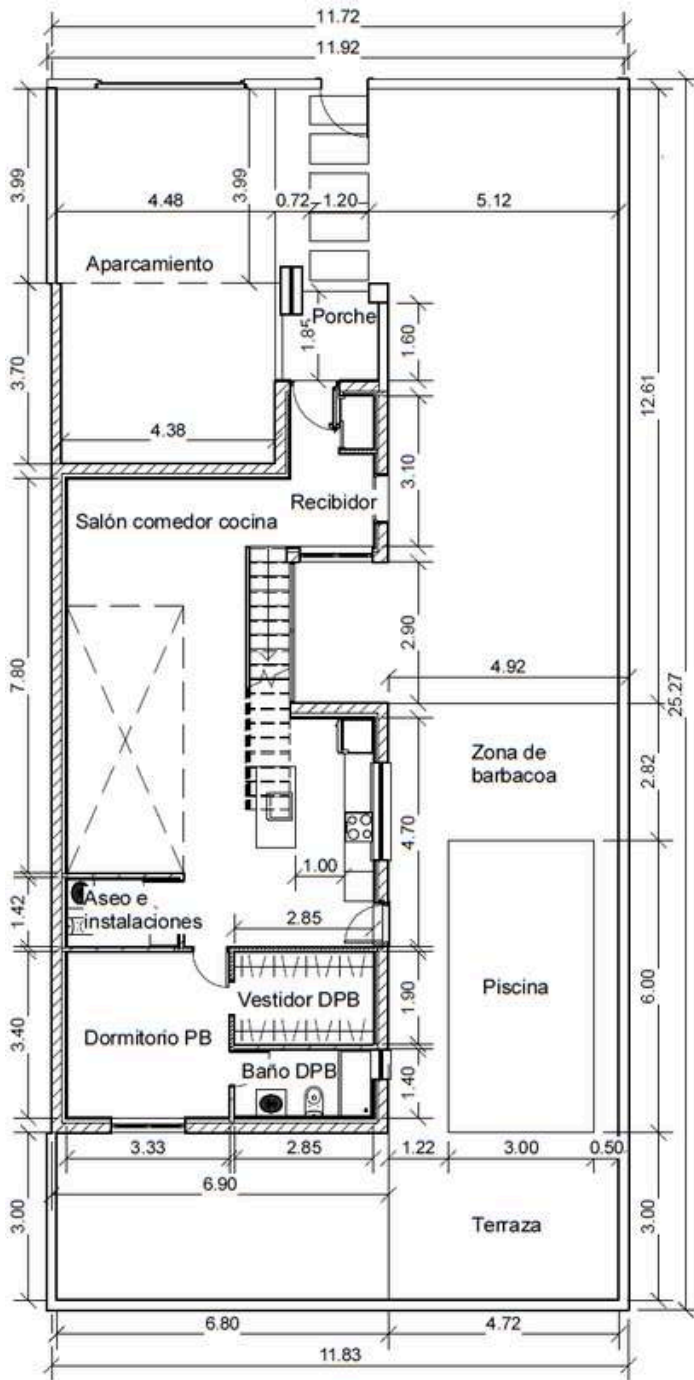 11.72
11.92
3.99
3.99
4.48
0.72
1.20
5.12
Aparcamiento
Porche
1.85
1.60
3.70
12.61
4.38
3.10
Recibidor
Salón comedor cocina
2.90
7.80
4.92
25.27
Zona de
barbacoa
2.82
4.70
1.00
Aseo e
instalaciones
1.42
2.85
Vestidor DPB
1.90
Piscina
6.00
3.40
Dormitorio PB
Baño DPB
1.40
3.33
2.85
1.22
3.00
0.50
6.90
3.00
Terraza
3.00
6.80
4.72
11.83